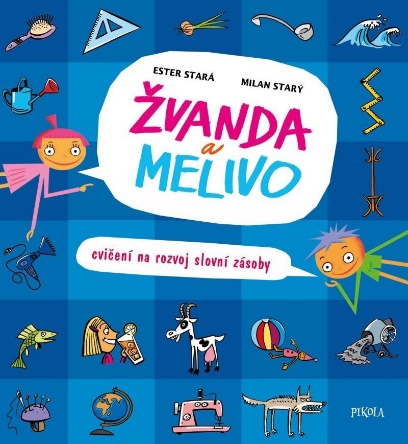 ESTER STARÁ MILAN STARÝ
ŽVANDA
a
MELIVO
cvičení na rozvoj slovní zásoby
PIKOLA